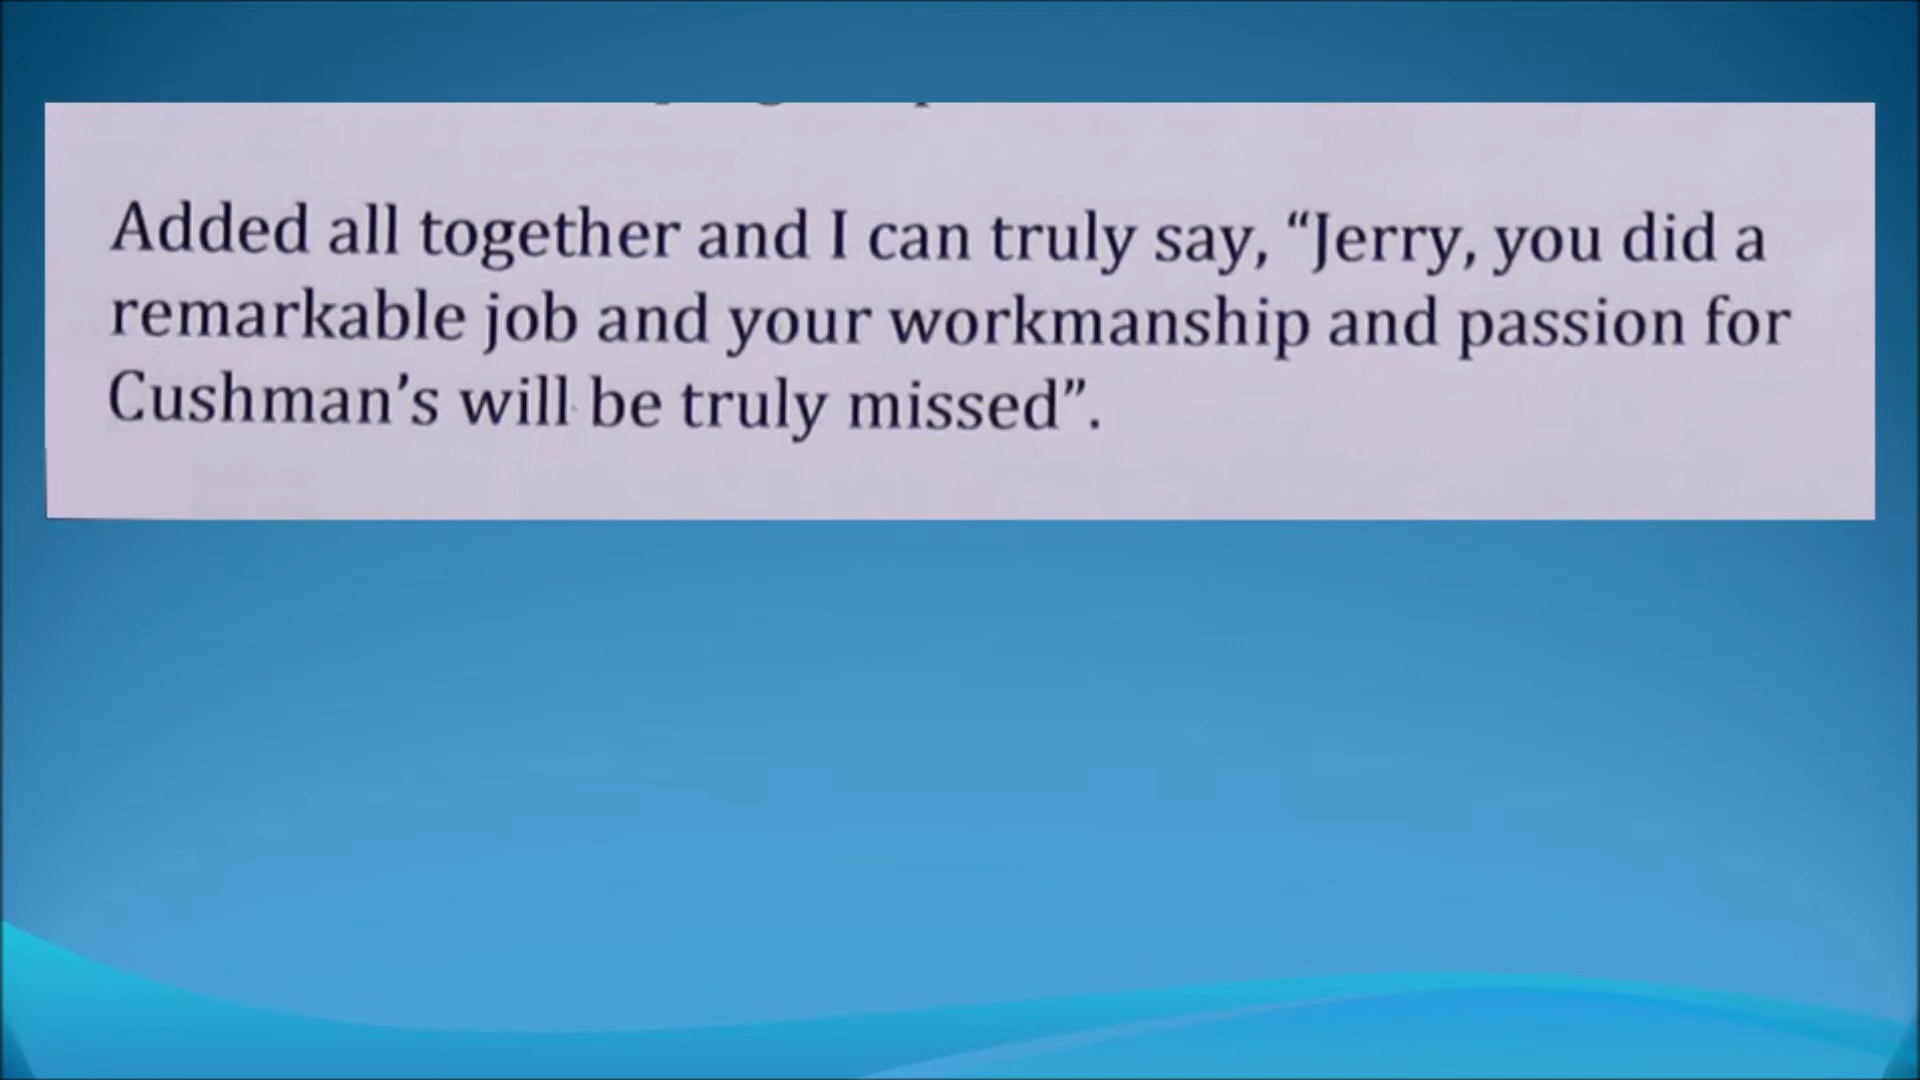 Added all together and I can truly say, “Jerry, you did a
remarkable job and your workmanship and passion for
Cushman’s will be truly missed”.